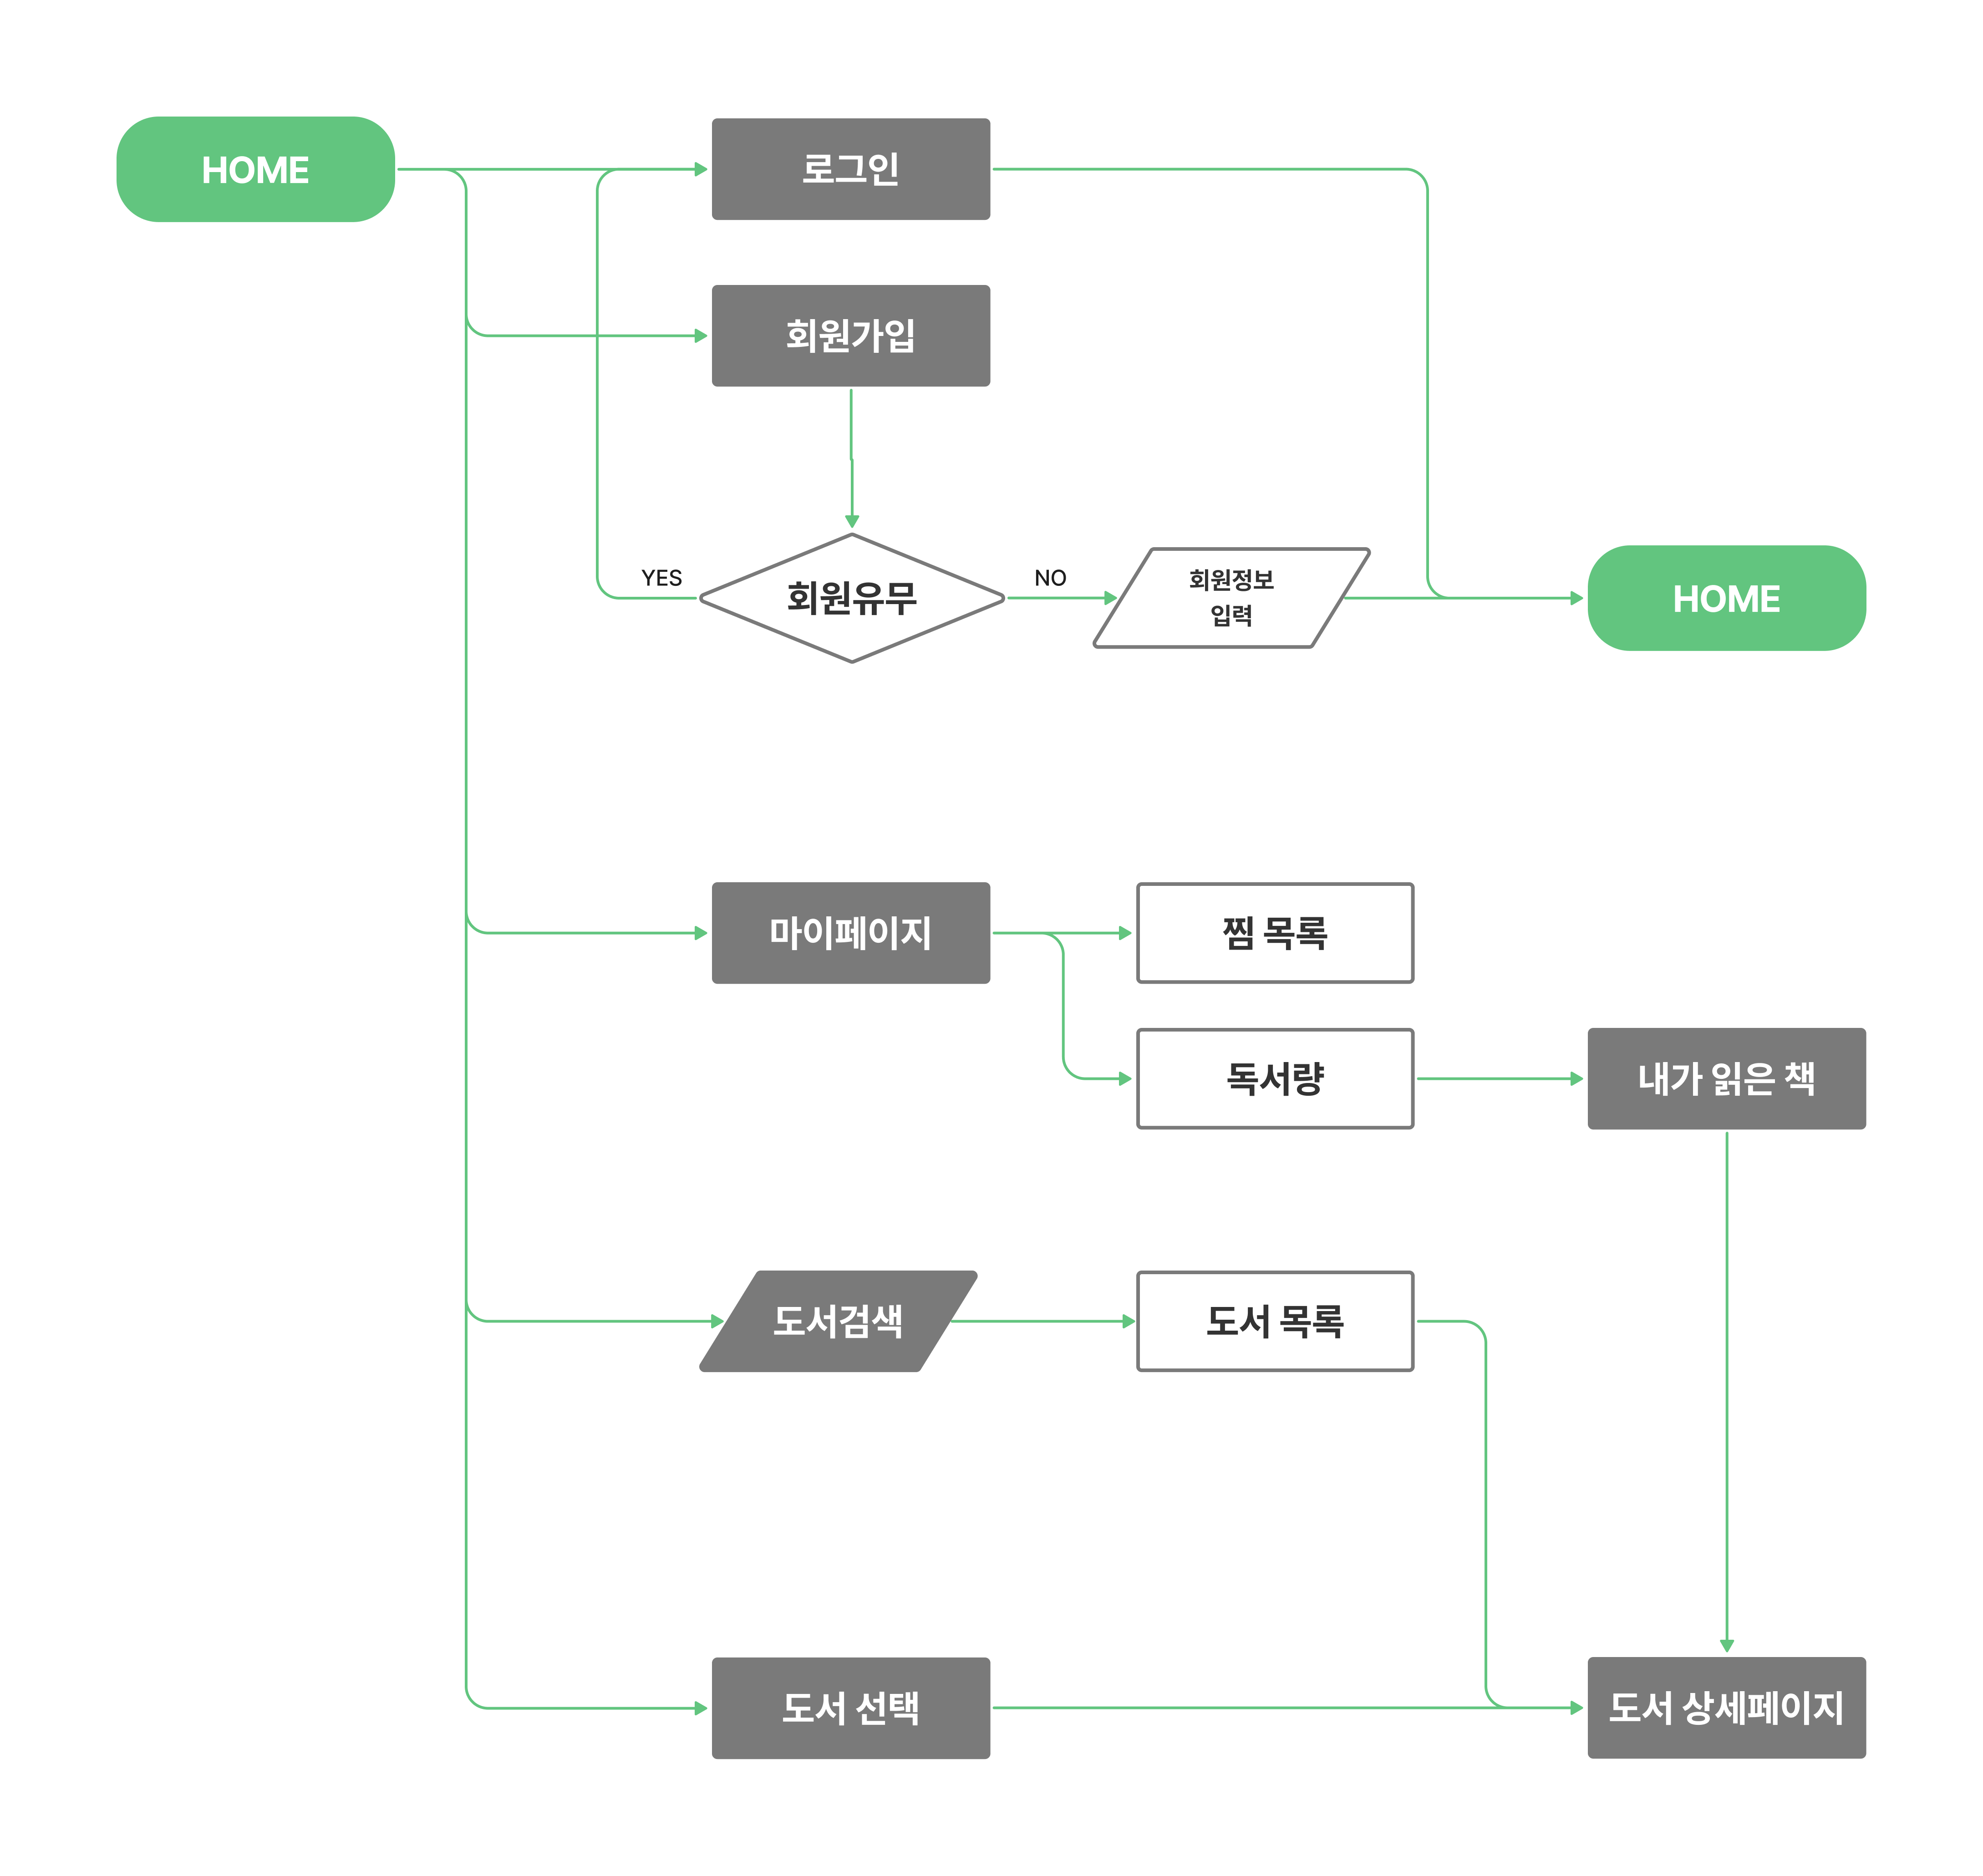 HOME
로그인
회원가입
YES
회원유무
NO
회원정보
입력
HOME
마이페이지
찜 목록
독서량
내가 읽은 책
도서검색
도서 목록
도서 선택
도서 상세페이지